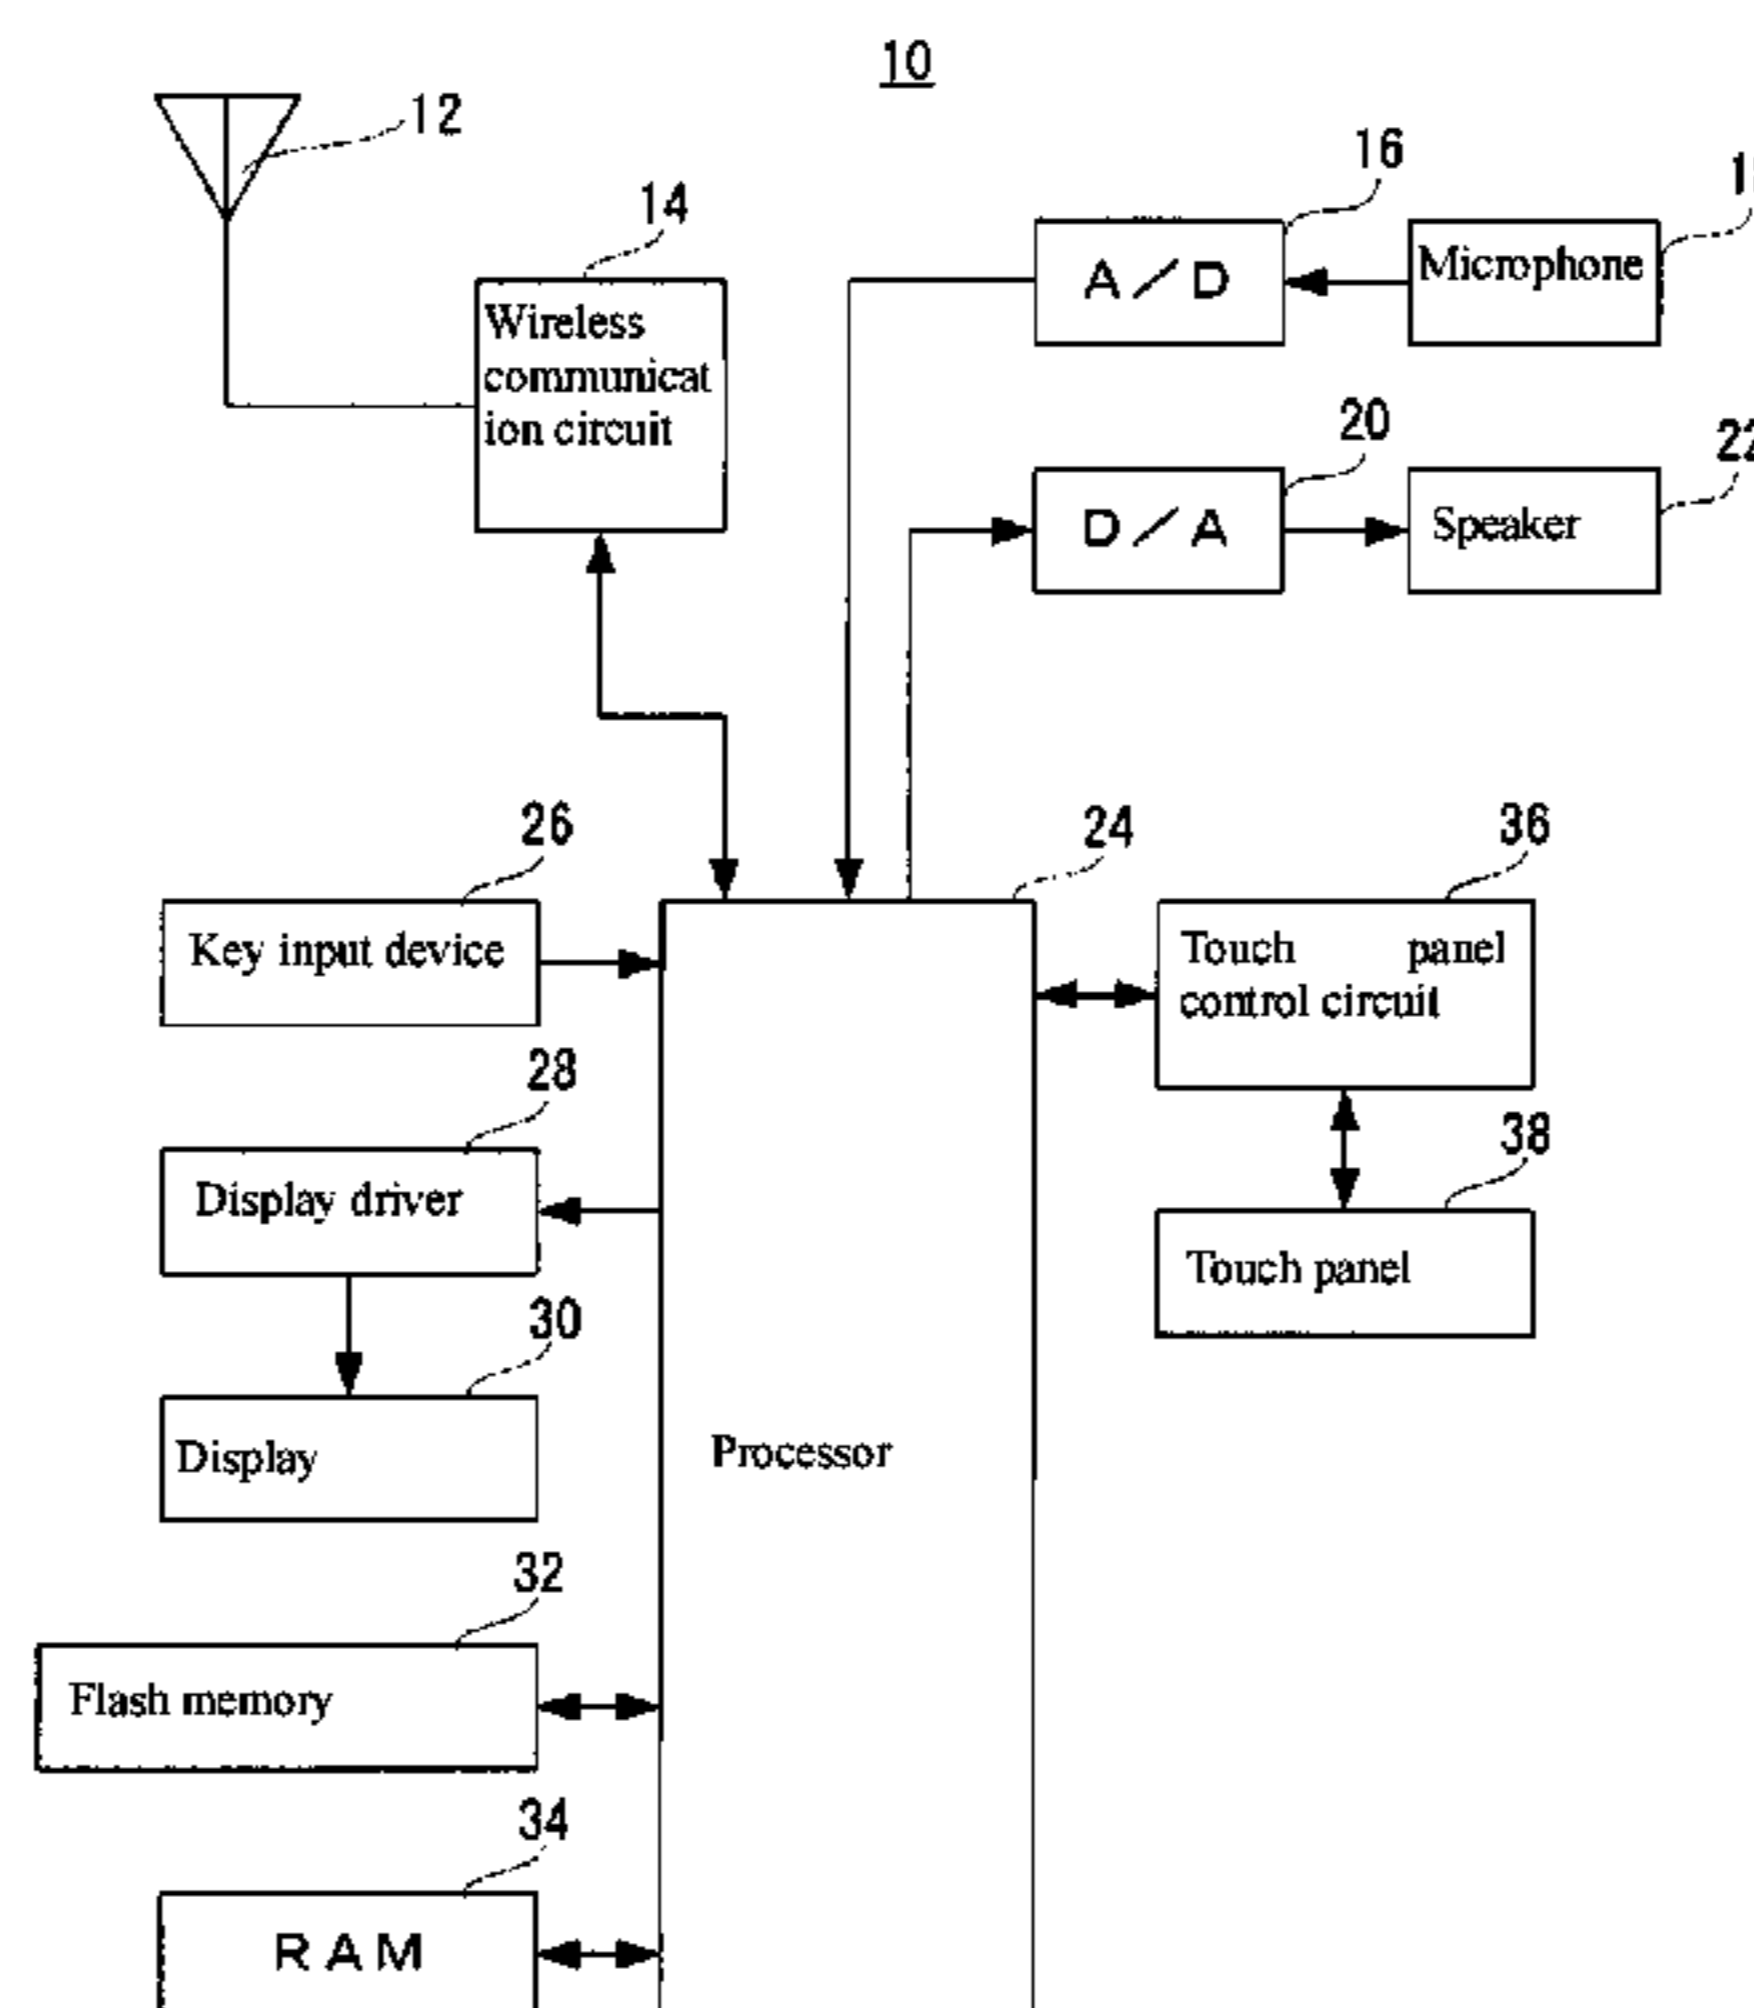 10
12
16
14
A／D
Microphone
Wireless
communicat
ion circuit
20
D／A
Speaker
26
24
36
Key input device
Touch panel
control circuit
28
38
Display driver
Touch panel
30
Display
Processor
32
Flash memory
34
RAM